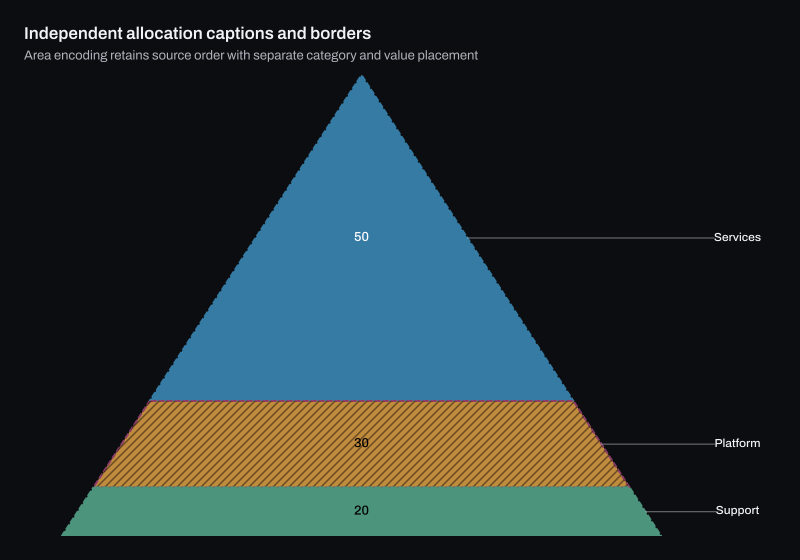 Independent allocation captions and borders
Area encoding retains source order with separate category and value placement
50
Services
30
Platform
20
Support